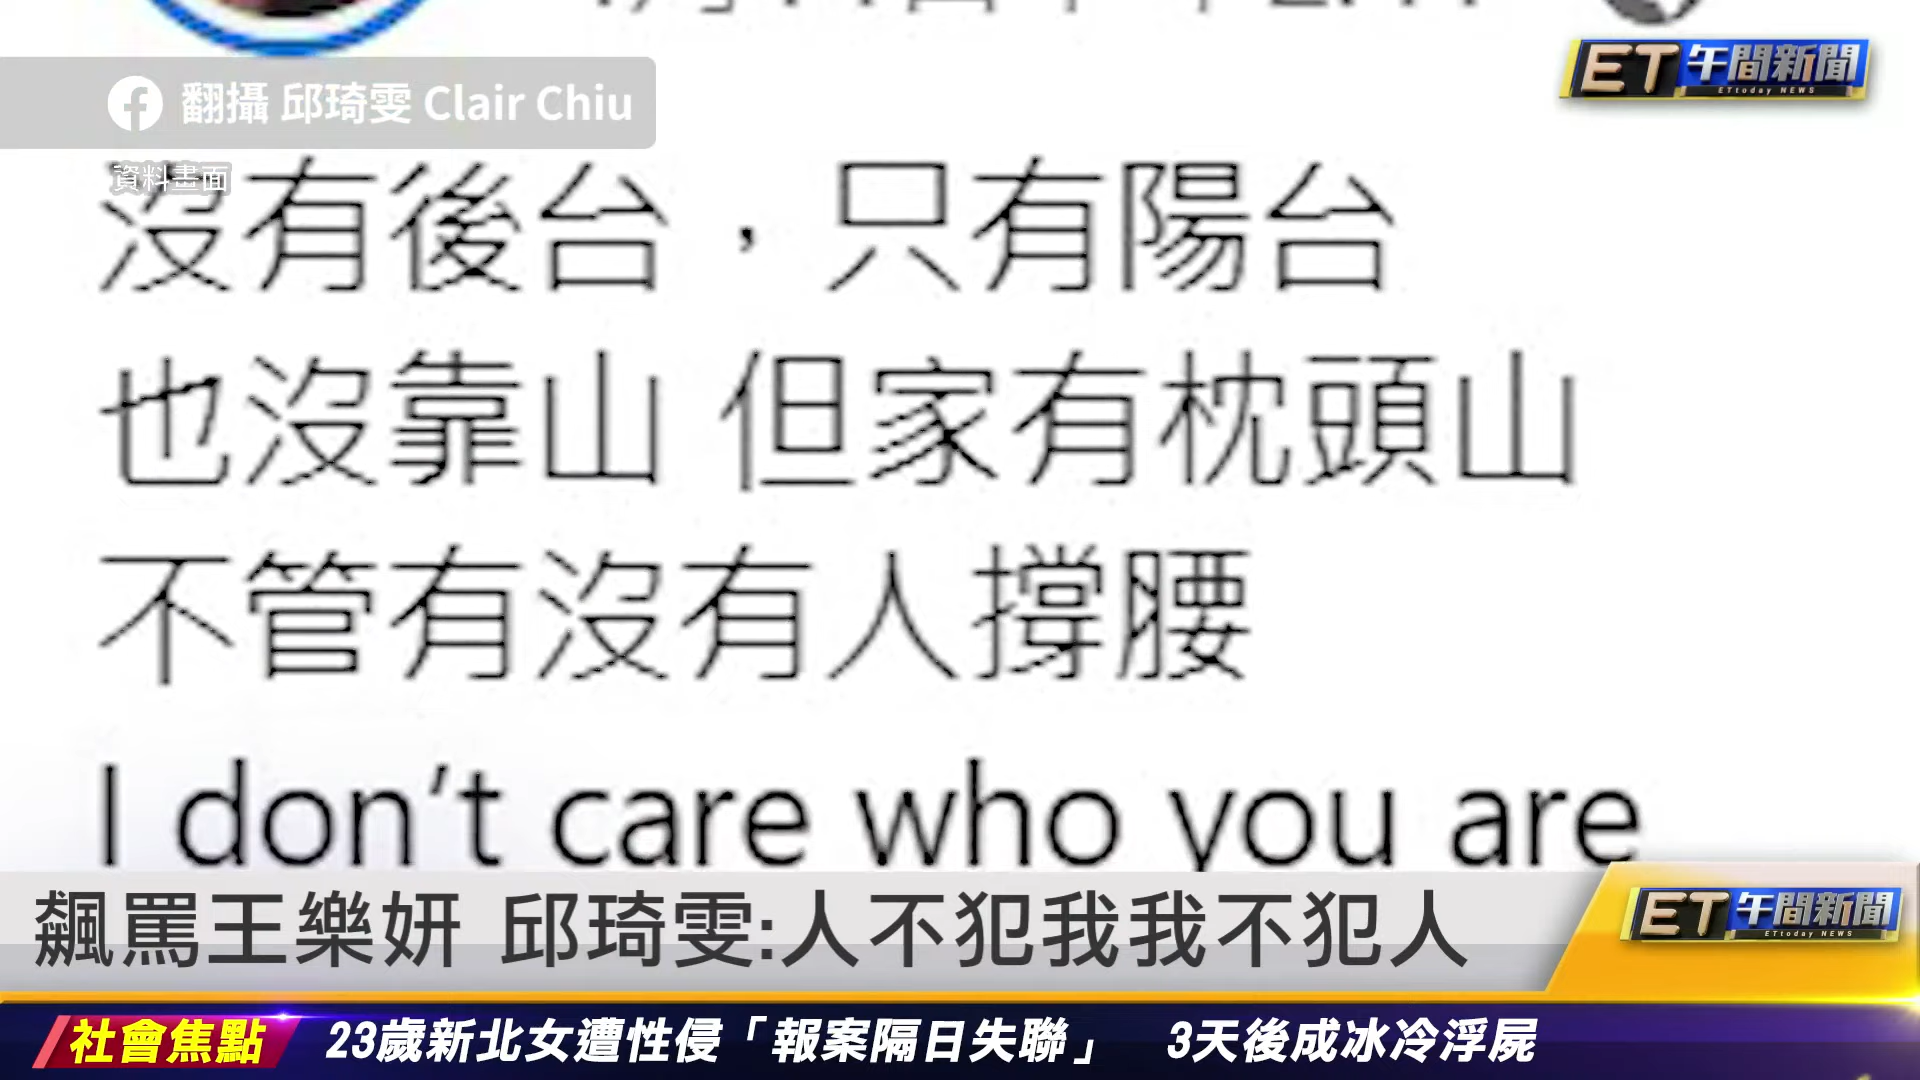 ET午間新聞
ETtoday NEWS
翻攝 邱琦雯 Clair Chiu
資料畫面
沒有後台，只有陽台
也沒靠山 但家有枕頭山
不管有沒有人撐腰
I don't care who you are
飆罵王樂妍 邱琦雯:人不犯我我不犯人
ET午間新聞
ETtoday NEWS
社會焦點 23歲新北女遭性侵「報案隔日失聯」 3天後成冰冷浮屍